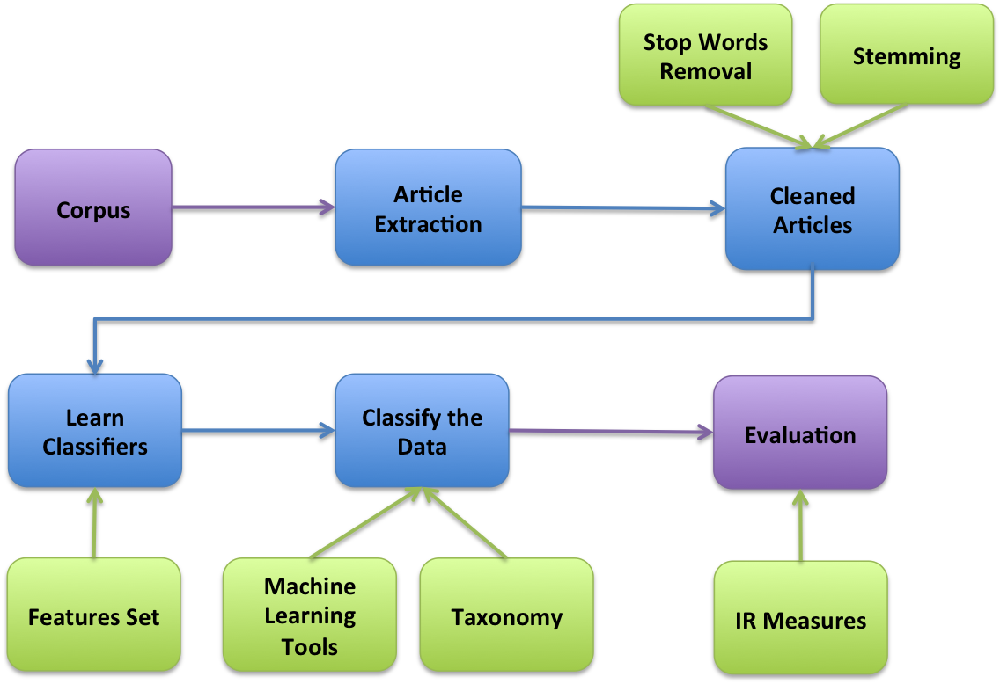 Stop Words
Removal
Stemming
Corpus
Article
Extraction
Cleaned
Articles
Learn
Classifiers
Classify the
Data
Evaluation
Features Set
Machine
Learning
Tools
Taxonomy
IR Measures